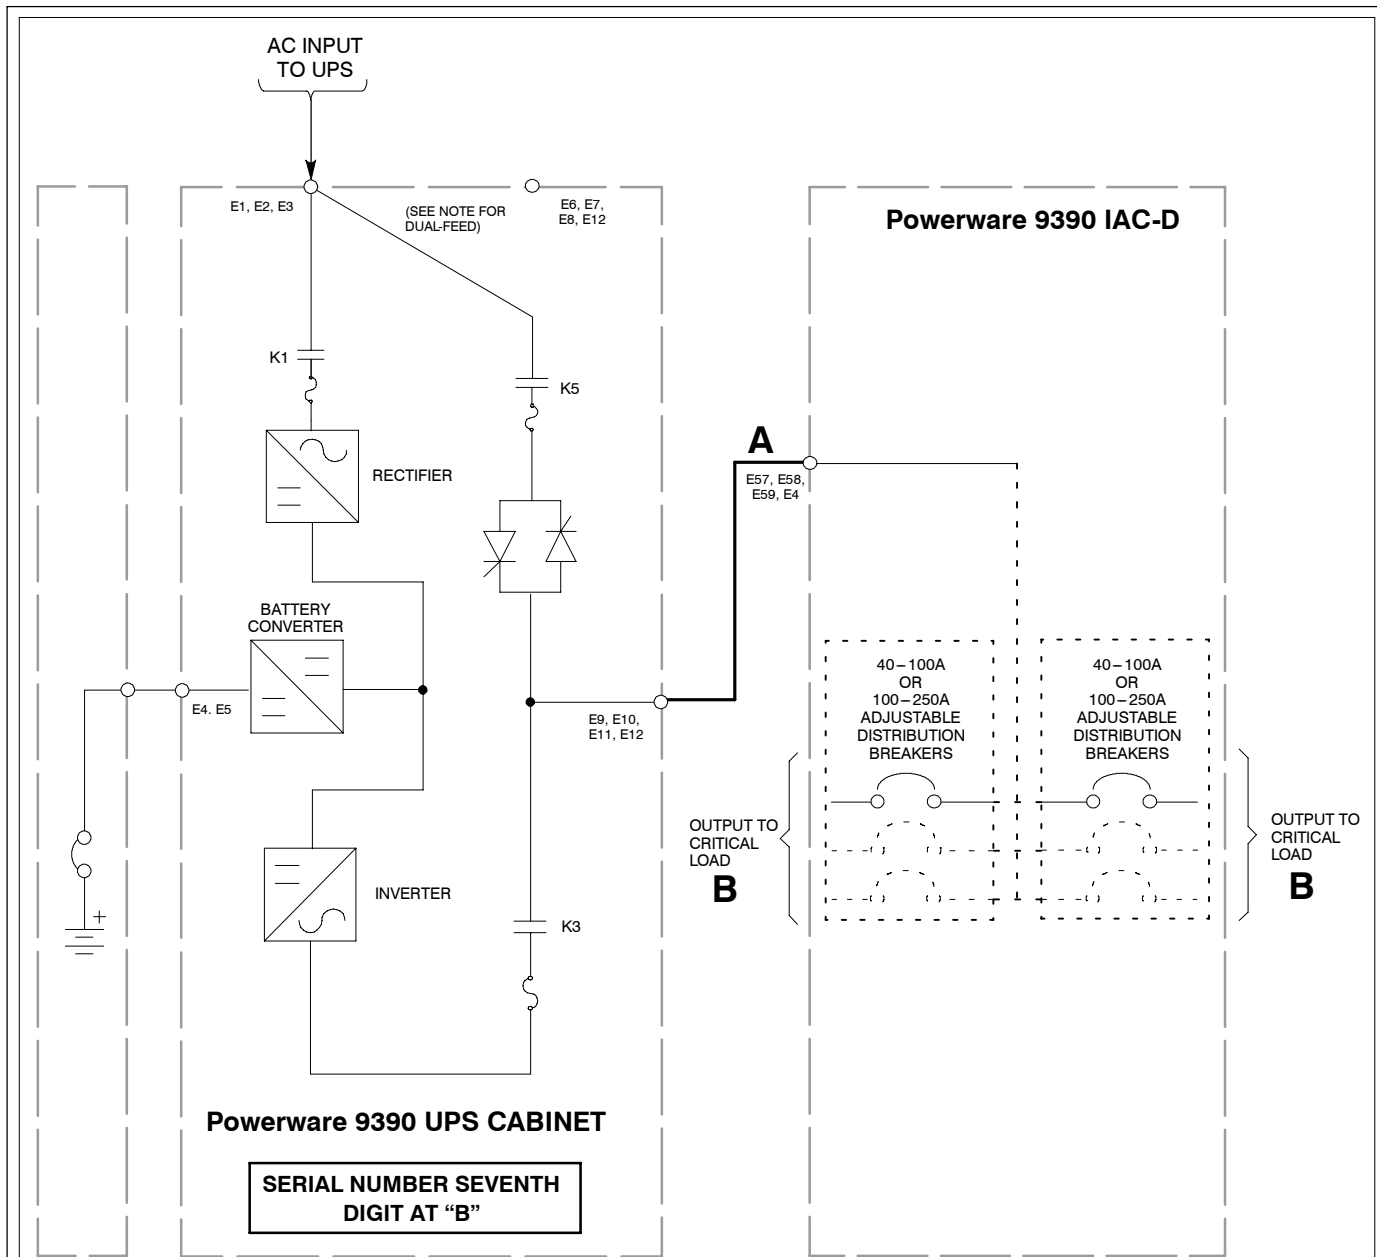 AC INPUT
TO UPS
E1, E2, E3
(SEE NOTE FOR
DUAL-FEED)
E6, E7,
E8, E12
Powerware 9390 IAC-D
K1
K5
RECTIFIER
A
E57, E58,
E59, E4
BATTERY
CONVERTER
E4. E5
E9, E10,
E11, E12
40–100A
OR
100–250A
ADJUSTABLE
DISTRIBUTION
BREAKERS
40–100A
OR
100–250A
ADJUSTABLE
DISTRIBUTION
BREAKERS
OUTPUT TO
CRITICAL
LOAD
B
OUTPUT TO
CRITICAL
LOAD
B
INVERTER
K3
+
Powerware 9390 UPS CABINET
SERIAL NUMBER SEVENTH
DIGIT AT “B”